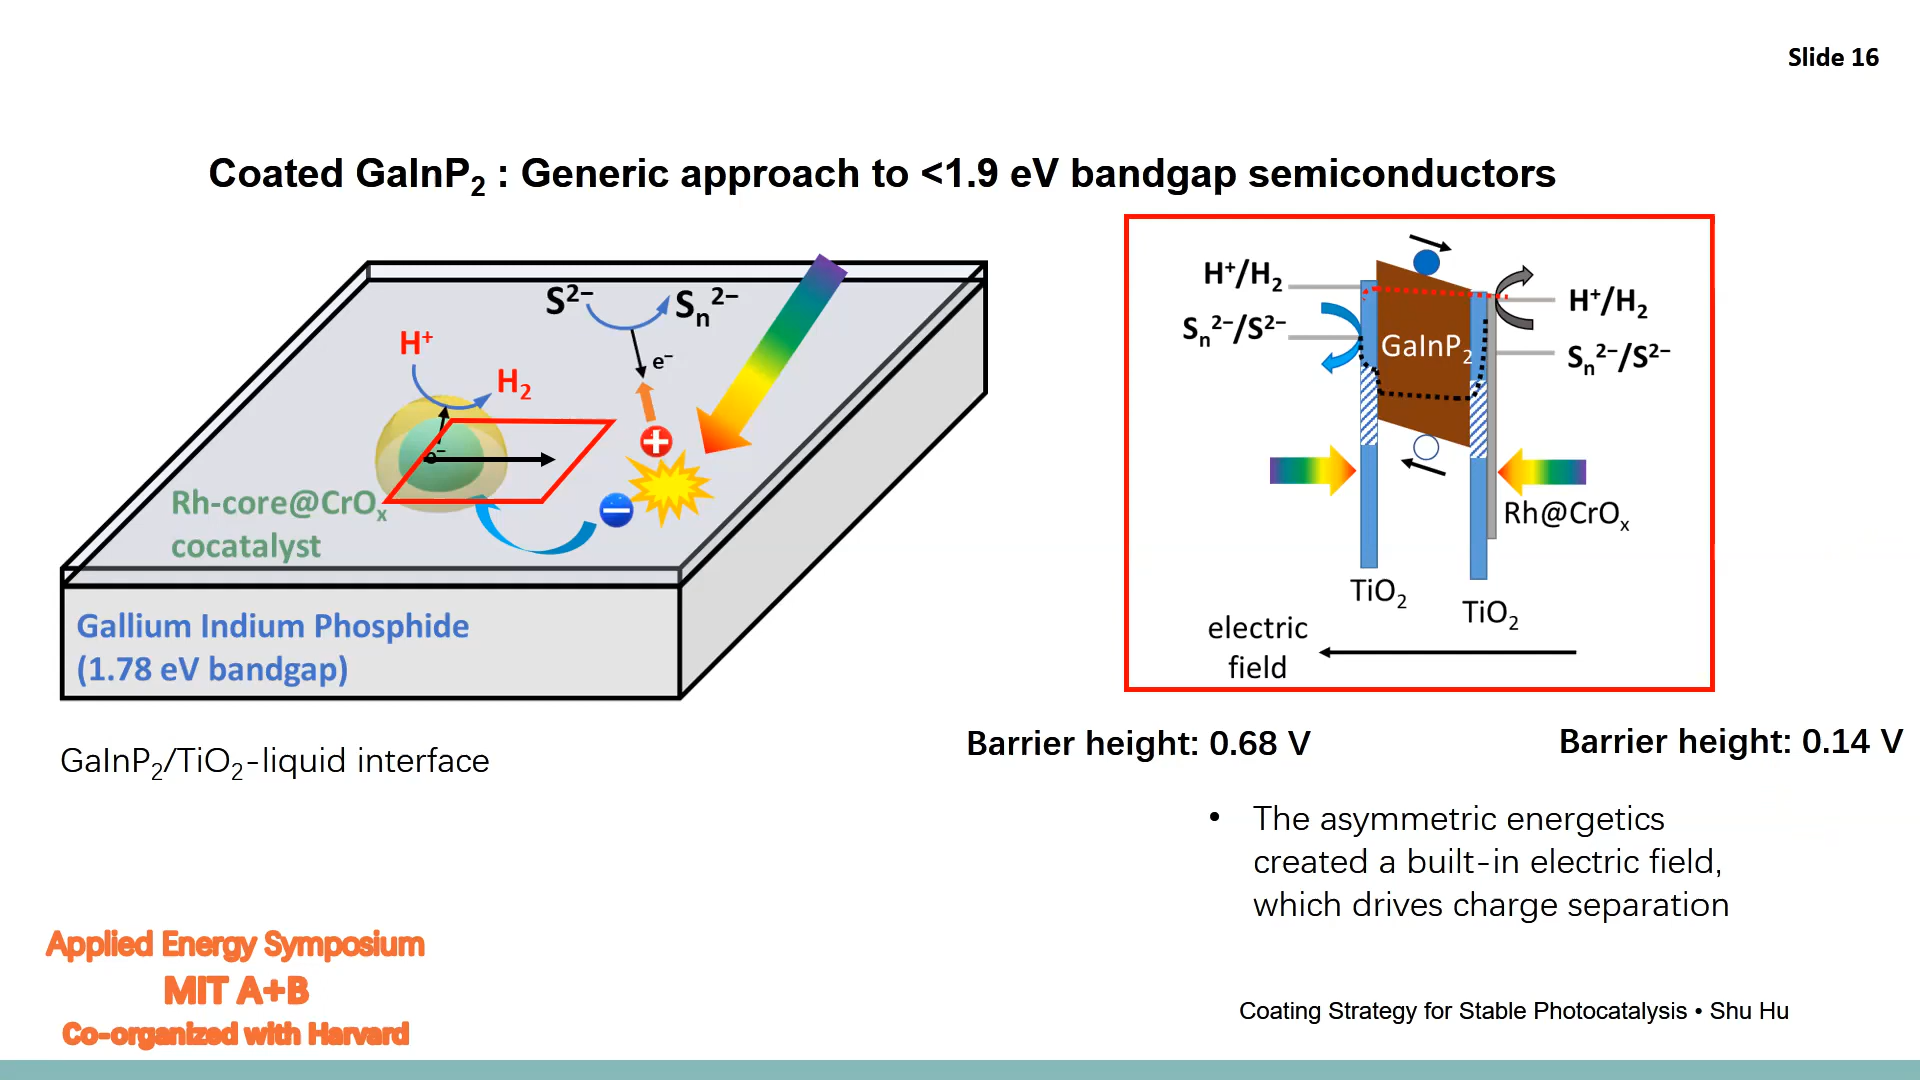 Slide 16
Coated GaInP₂ : Generic approach to <1.9 eV bandgap semiconductors
S²⁻
Sₙ²⁻
e⁻
H⁺
H₂
e⁻
Rh-core@CrOₓ
cocatalyst
Gallium Indium Phosphide
(1.78 eV bandgap)
GaInP₂/TiO₂-liquid interface
H⁺/H₂
Sₙ²⁻/S²⁻
GaInP₂
H⁺/H₂
Sₙ²⁻/S²⁻
Rh@CrOₓ
TiO₂
TiO₂
electric
field
Barrier height: 0.68 V
Barrier height: 0.14 V
• The asymmetric energetics
created a built-in electric field,
which drives charge separation
Applied Energy Symposium
MIT A+B
Co-organized with Harvard
Coating Strategy for Stable Photocatalysis • Shu Hu